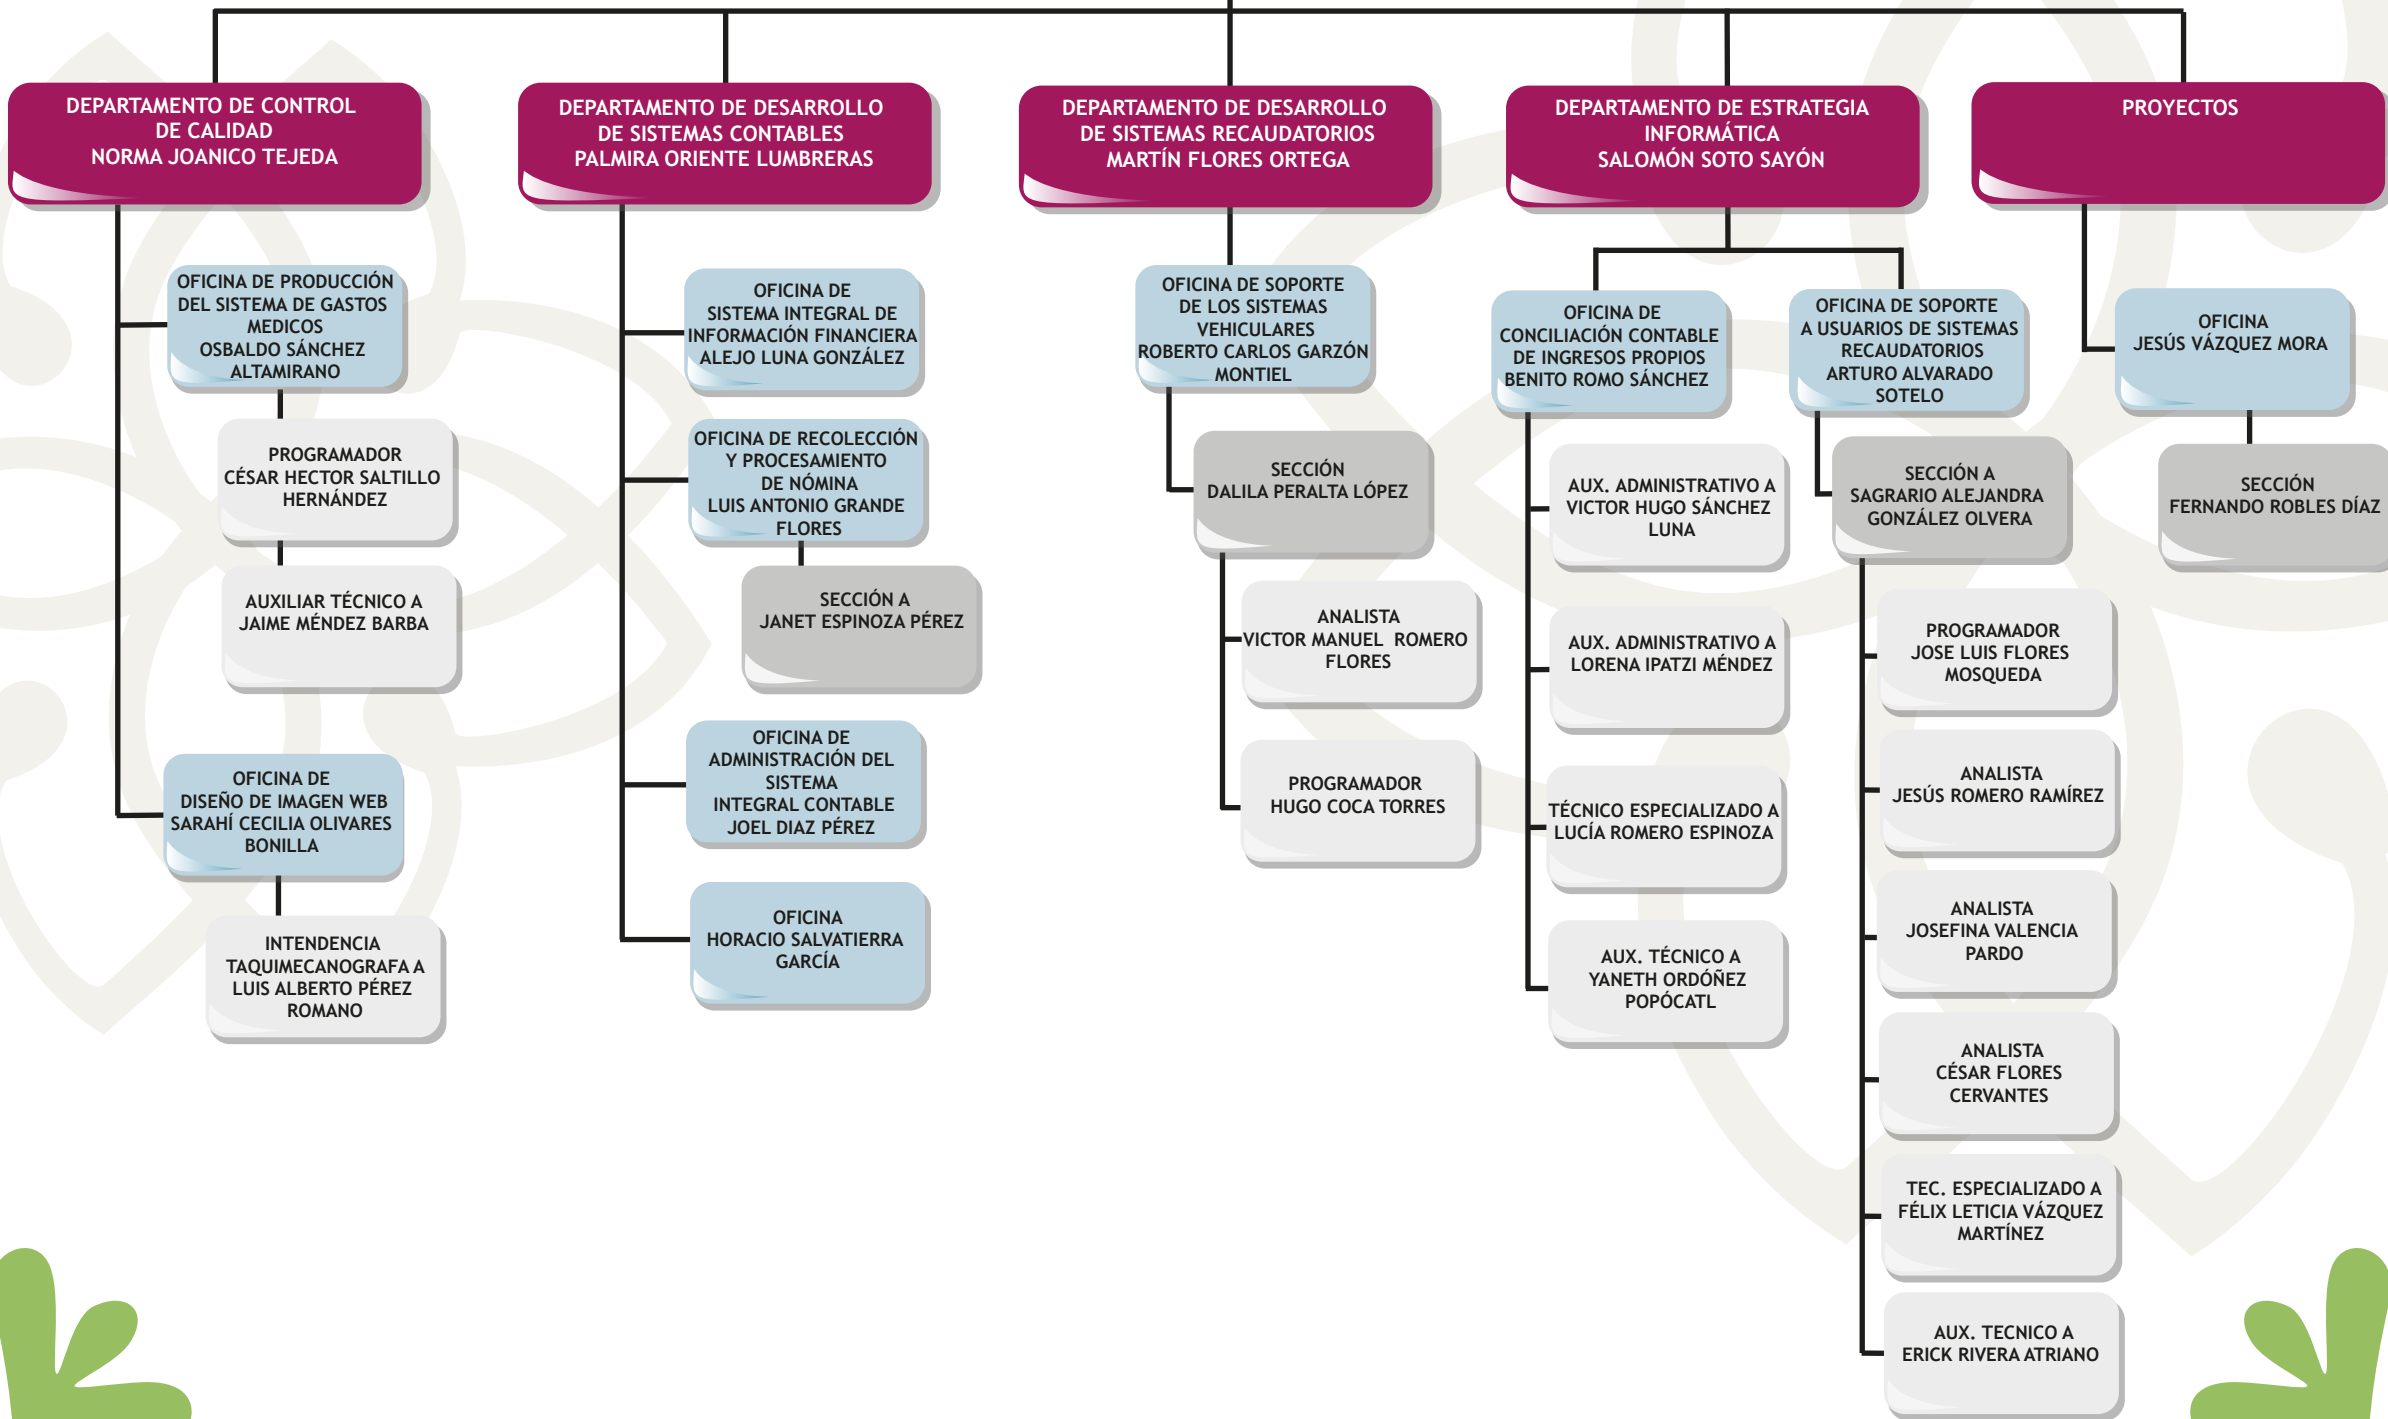 DEPARTAMENTO DE CONTROL
DE CALIDAD
NORMA JOANICO TEJEDA
OFICINA DE PRODUCCIÓN
DEL SISTEMA DE GASTOS
MEDICOS
OSBALDO SÁNCHEZ
ALTAMIRANO
PROGRAMADOR
CÉSAR HECTOR SALTILLO
HERNÁNDEZ
AUXILIAR TÉCNICO A
JAIME MÉNDEZ BARBA
OFICINA DE
DISEÑO DE IMAGEN WEB
SARAHÍ CECILIA OLIVARES
BONILLA
INTENDENCIA
TAQUIMECANOGRAFA A
LUIS ALBERTO PÉREZ
ROMANO
DEPARTAMENTO DE DESARROLLO
DE SISTEMAS CONTABLES
PALMIRA ORIENTE LUMBRERAS
OFICINA DE
SISTEMA INTEGRAL DE
INFORMACIÓN FINANCIERA
ALEJO LUNA GONZÁLEZ
OFICINA DE RECOLECCIÓN
Y PROCESAMIENTO
DE NÓMINA
LUIS ANTONIO GRANDE
FLORES
SECCIÓN A
JANET ESPINOZA PÉREZ
OFICINA DE
ADMINISTRACIÓN DEL
SISTEMA
INTEGRAL CONTABLE
JOEL DIAZ PÉREZ
OFICINA
HORACIO SALVATIERRA
GARCÍA
DEPARTAMENTO DE DESARROLLO
DE SISTEMAS RECAUDATORIOS
MARTÍN FLORES ORTEGA
OFICINA DE SOPORTE
DE LOS SISTEMAS
VEHICULARES
ROBERTO CARLOS GARZÓN
MONTIEL
SECCIÓN
DALILA PERALTA LÓPEZ
ANALISTA
VICTOR MANUEL ROMERO
FLORES
PROGRAMADOR
HUGO COCA TORRES
DEPARTAMENTO DE ESTRATEGIA
INFORMÁTICA
SALOMÓN SOTO SAYÓN
OFICINA DE
CONCILIACIÓN CONTABLE
DE INGRESOS PROPIOS
BENITO ROMO SÁNCHEZ
AUX. ADMINISTRATIVO A
VICTOR HUGO SÁNCHEZ
LUNA
AUX. ADMINISTRATIVO A
LORENA IPATZI MÉNDEZ
TÉCNICO ESPECIALIZADO A
LUCÍA ROMERO ESPINOZA
AUX. TÉCNICO A
YANETH ORDÓÑEZ
POPÓCATL
OFICINA DE SOPORTE
A USUARIOS DE SISTEMAS
RECAUDATORIOS
ARTURO ALVARADO
SOTELO
SECCIÓN A
SAGRARIO ALEJANDRA
GONZÁLEZ OLVERA
PROGRAMADOR
JOSE LUIS FLORES
MOSQUEDA
ANALISTA
JESÚS ROMERO RAMÍREZ
ANALISTA
JOSEFINA VALENCIA
PARDO
ANALISTA
CÉSAR FLORES
CERVANTES
TEC. ESPECIALIZADO A
FÉLIX LETICIA VÁZQUEZ
MARTÍNEZ
AUX. TECNICO A
ERICK RIVERA ATRIANO
PROYECTOS
OFICINA
JESÚS VÁZQUEZ MORA
SECCIÓN
FERNANDO ROBLES DÍAZ